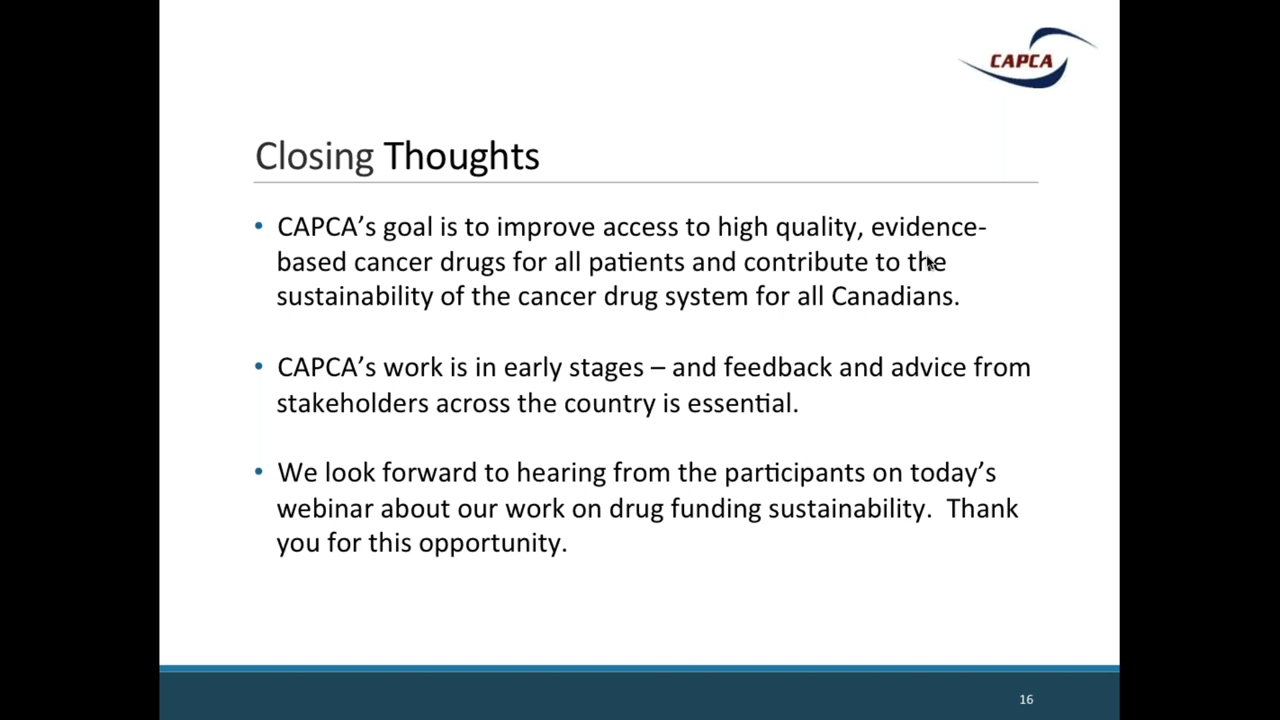 CAPCA
Closing Thoughts
• CAPCA’s goal is to improve access to high quality, evidence-
based cancer drugs for all patients and contribute to the
sustainability of the cancer drug system for all Canadians.
• CAPCA’s work is in early stages – and feedback and advice from
stakeholders across the country is essential.
• We look forward to hearing from the participants on today’s
webinar about our work on drug funding sustainability.  Thank
you for this opportunity.
16